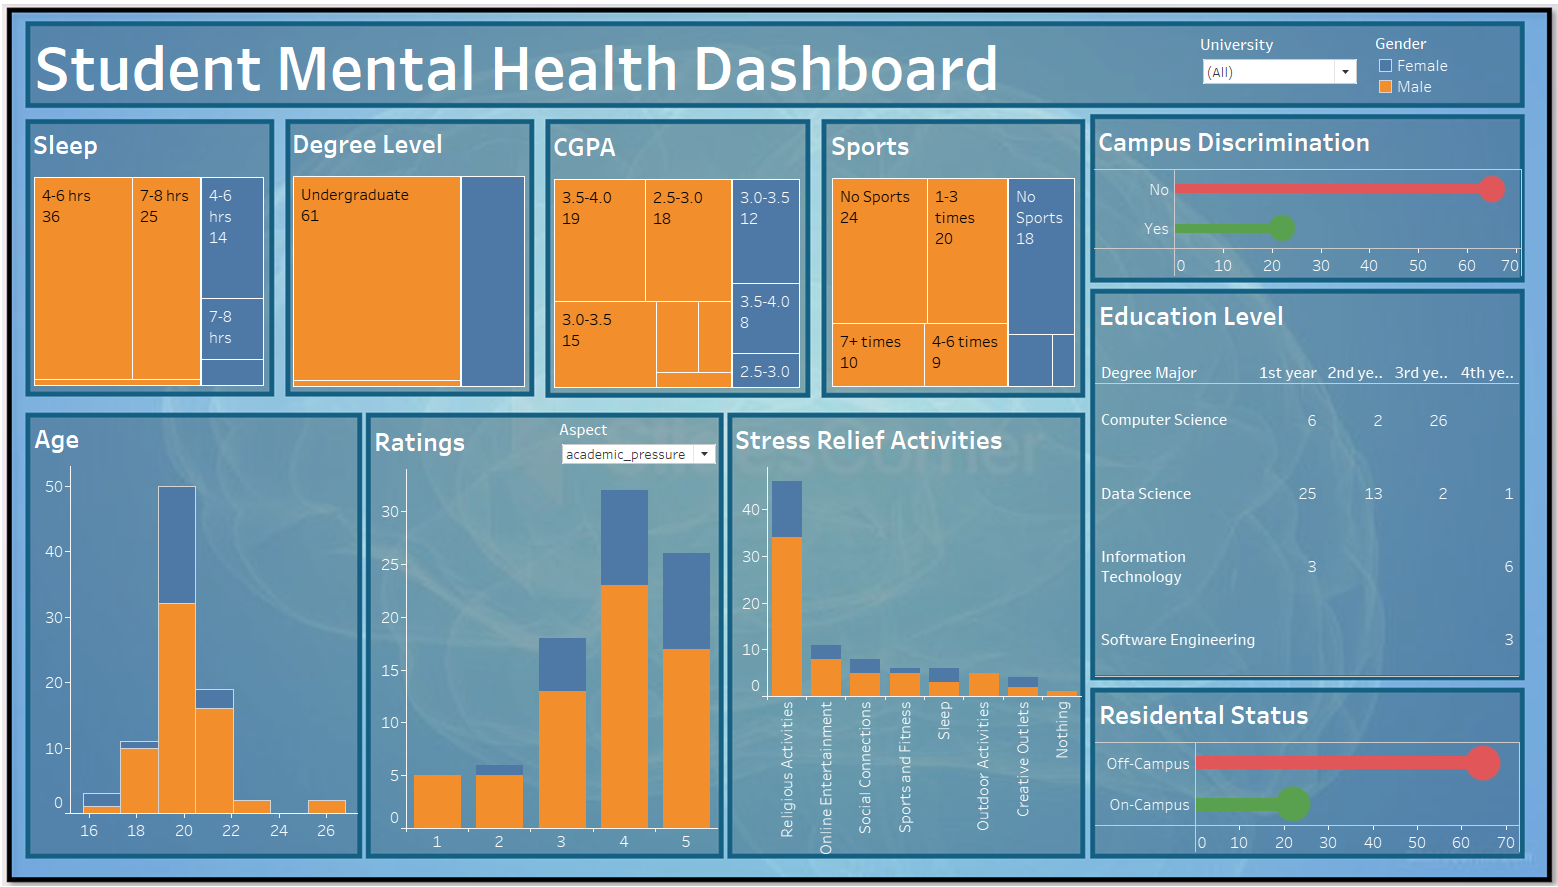 Student Mental Health Dashboard
University
(All)
Gender
Female
Male
Sleep
4-6 hrs
36
7-8 hrs
25
4-6
hrs
14
7-8
hrs
Degree Level
Undergraduate
61
CGPA
3.5-4.0
19
2.5-3.0
18
3.0-3.5
15
3.0-3.5
12
3.5-4.0
8
2.5-3.0
Sports
No Sports
24
1-3
times
20
7+ times
10
4-6 times
9
No
Sports
18
Campus Discrimination
No
Yes
0 10 20 30 40 50 60 70
Education Level
Degree Major 1st year 2nd ye.. 3rd ye.. 4th ye..
Computer Science 6 2 26
Data Science 25 13 2 1
Information
Technology 3 6
Software Engineering 3
Age
50
40
30
20
10
0
16 18 20 22 24 26
Ratings
Aspect
academic_pressure
30
25
20
15
10
5
0
1 2 3 4 5
Stress Relief Activities
40
30
20
10
0
Religious Activities
Online Entertainment
Social Connections
Sports and Fitness
Sleep
Outdoor Activities
Creative Outlets
Nothing
Residental Status
Off-Campus
On-Campus
0 10 20 30 40 50 60 70